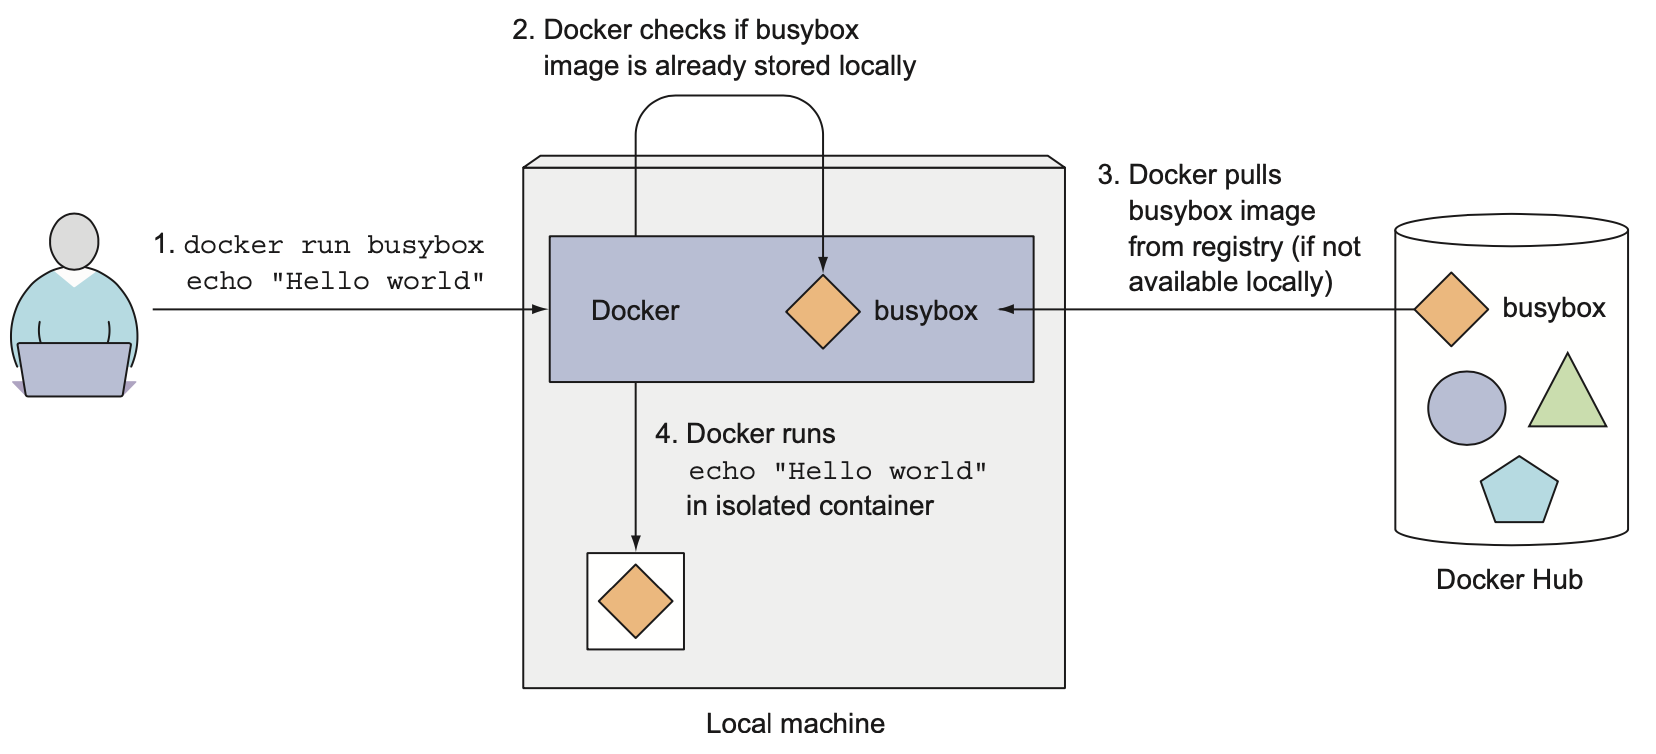 2. Docker checks if busybox
image is already stored locally
1. docker run busybox
echo "Hello world"
3. Docker pulls
busybox image
from registry (if not
available locally)
Docker
busybox
busybox
4. Docker runs
echo "Hello world"
in isolated container
Docker Hub
Local machine